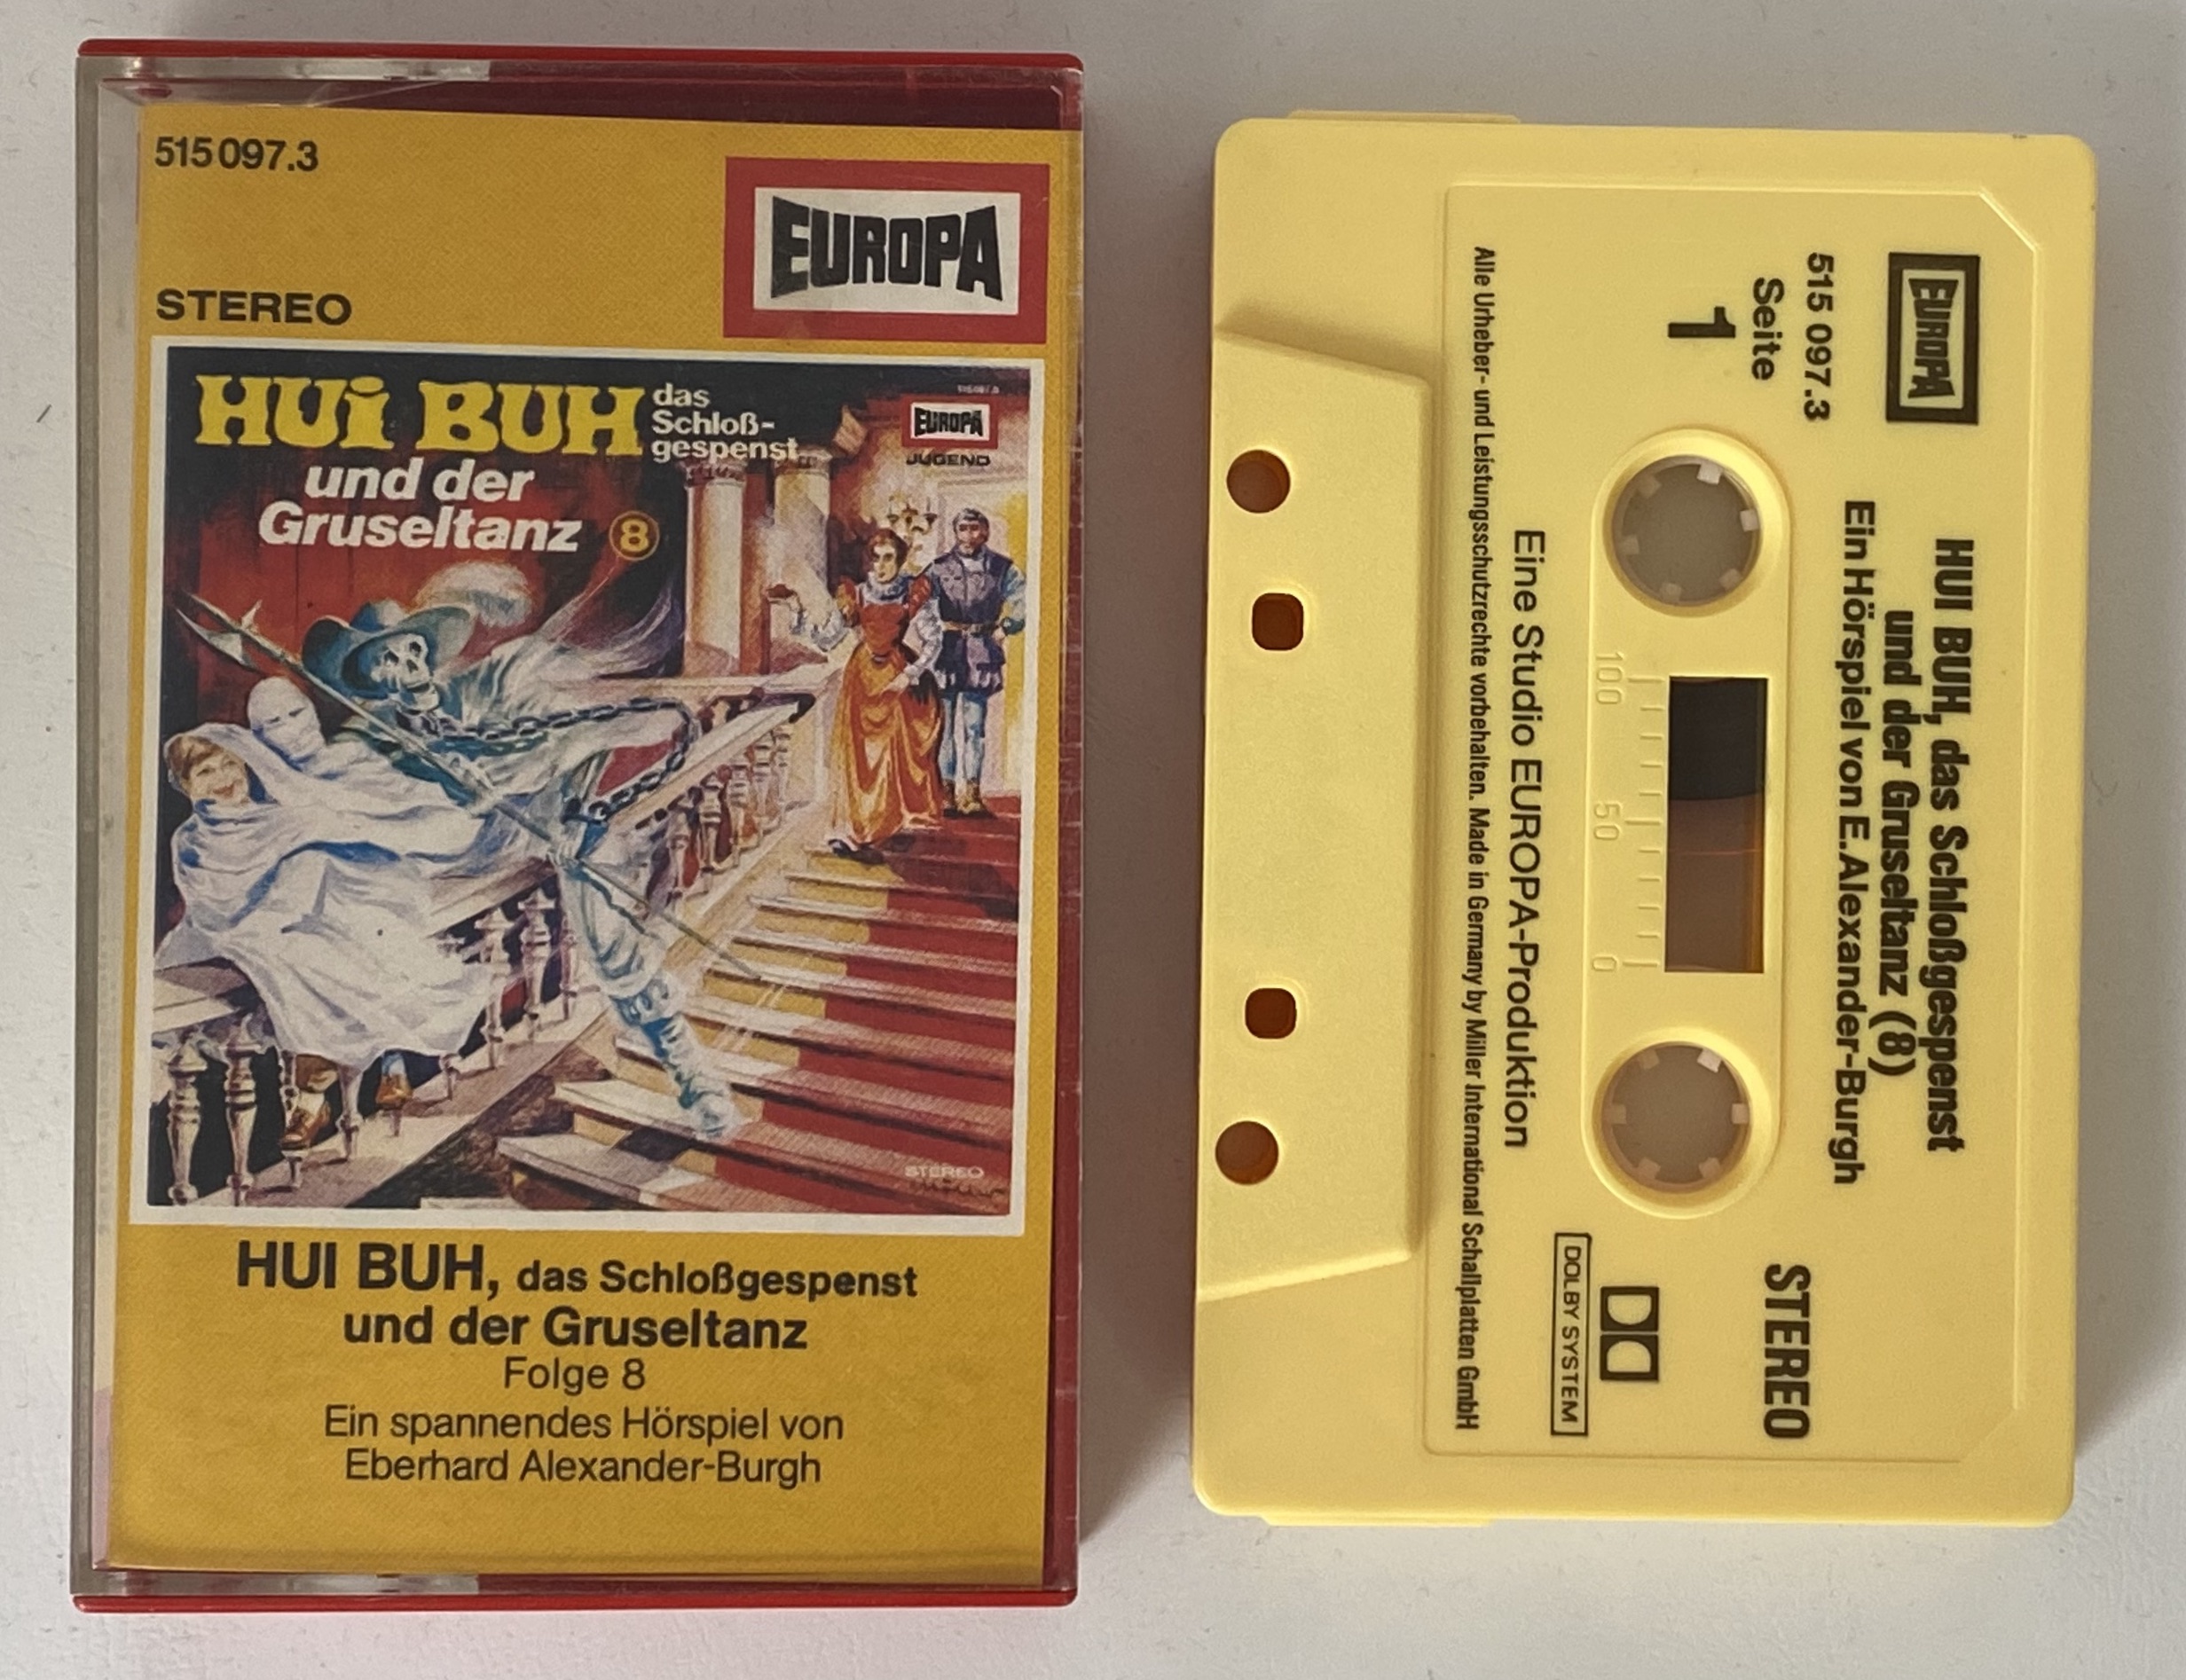 515 097.3
EUROPA
STEREO
HUi BUH
das
Schloß-
gespenst
und der
Gruseltanz 8
515 097.3
EUROPA
JUGEND
STEREO
HUI BUH, das Schloßgespenst
und der Gruseltanz
Folge 8
Ein spannendes Hörspiel von
Eberhard Alexander-Burgh
EUROPA
HUI BUH, das Schloßgespenst
und der Gruseltanz (8)
Ein Hörspiel von E. Alexander-Burgh
515 097.3
Seite
1
STEREO
100 50 0
DOLBY SYSTEM
Eine Studio EUROPA-Produktion
Alle Urheber- und Leistungsschutzrechte vorbehalten. Made in Germany by Miller International Schallplatten GmbH